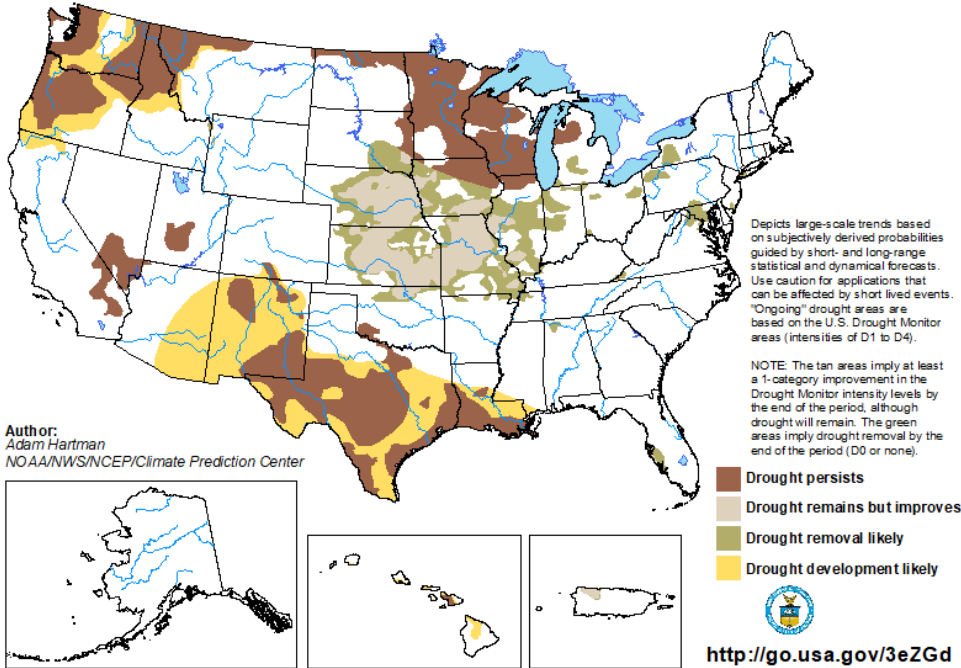 Depicts large-scale trends based
on subjectively derived probabilities
guided by short- and long-range
statistical and dynamical forecasts.
Use caution for applications that
can be affected by short lived events.
"Ongoing" drought areas are
based on the U.S. Drought Monitor
areas (intensities of D1 to D4).
NOTE: The tan areas imply at least
a 1-category improvement in the
Drought Monitor intensity levels by
the end of the period, although
drought will remain. The green
areas imply drought removal by the
end of the period (D0 or none).
Author:
Adam Hartman
NOAA/NWS/NCEP/Climate Prediction Center
Drought persists
Drought remains but improves
Drought removal likely
Drought development likely
http://go.usa.gov/3eZGd